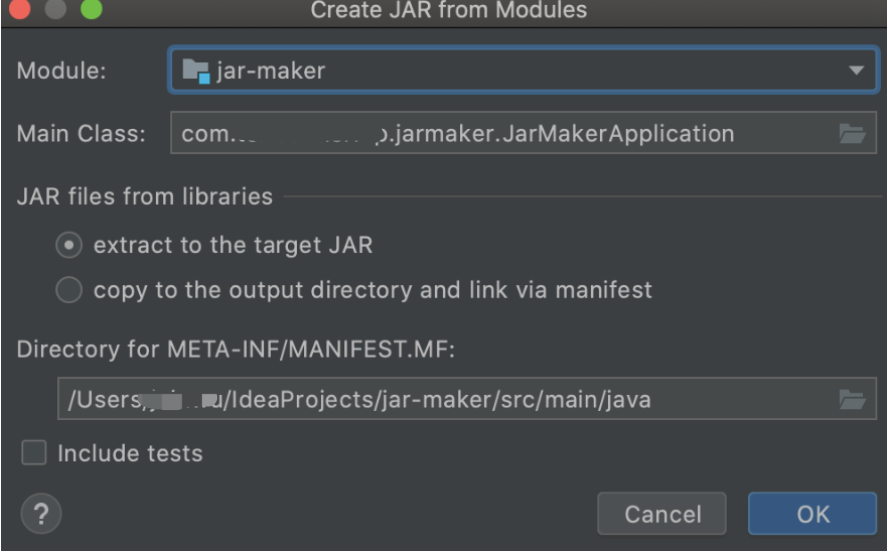 Create JAR from Modules
Module: jar-maker
Main Class: com. .jarmaker.JarMakerApplication
JAR files from libraries
extract to the target JAR
copy to the output directory and link via manifest
Directory for META-INF/MANIFEST.MF:
/Users/ /IdeaProjects/jar-maker/src/main/java
Include tests
? Cancel OK